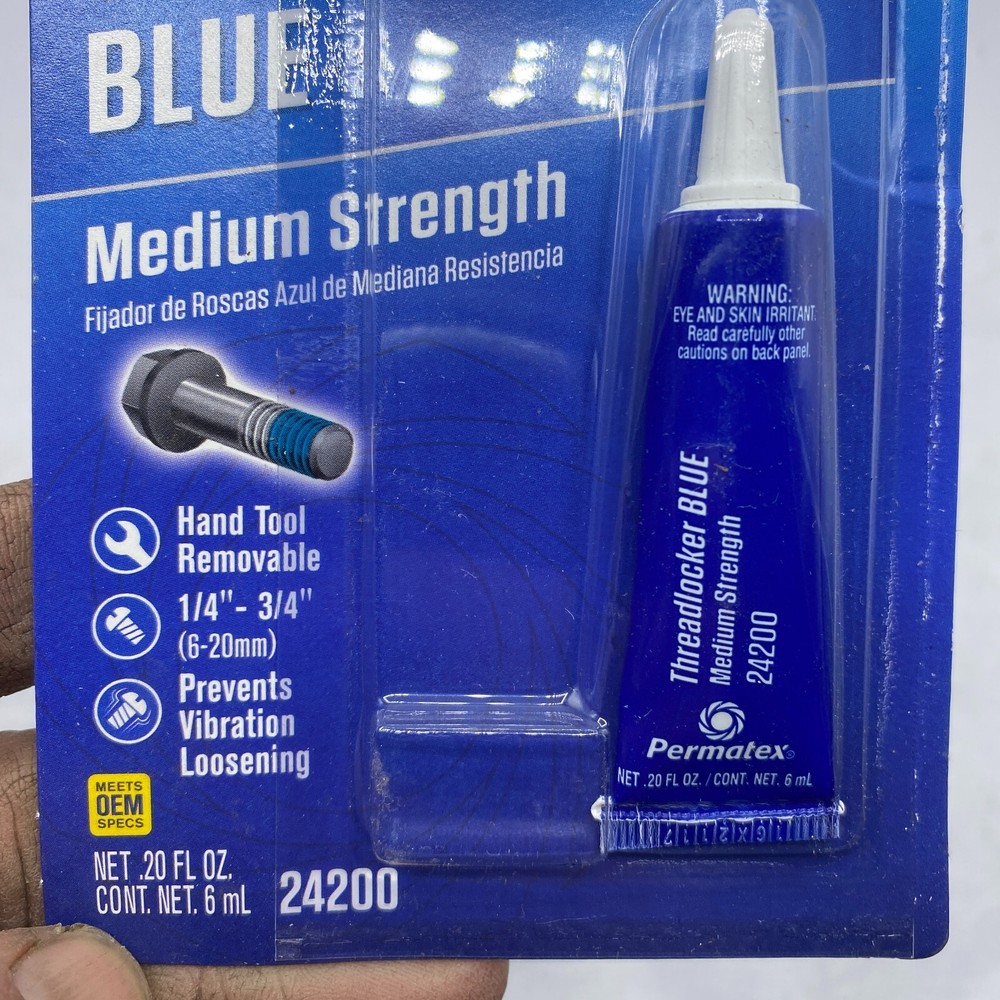 BLUE
Medium Strength
Fijador de Roscas Azul de Mediana Resistencia
Hand Tool
Removable
1/4"- 3/4"
(6-20mm)
Prevents
Vibration
Loosening
MEETS
OEM
SPECS
NET .20 FL OZ.
CONT. NET. 6 mL
24200
WARNING:
EYE AND SKIN IRRITANT.
Read carefully other
cautions on back panel.
Threadlocker BLUE
Medium Strength
24200
Permatex®
NET .20 FL OZ. / CONT. NET. 6 mL